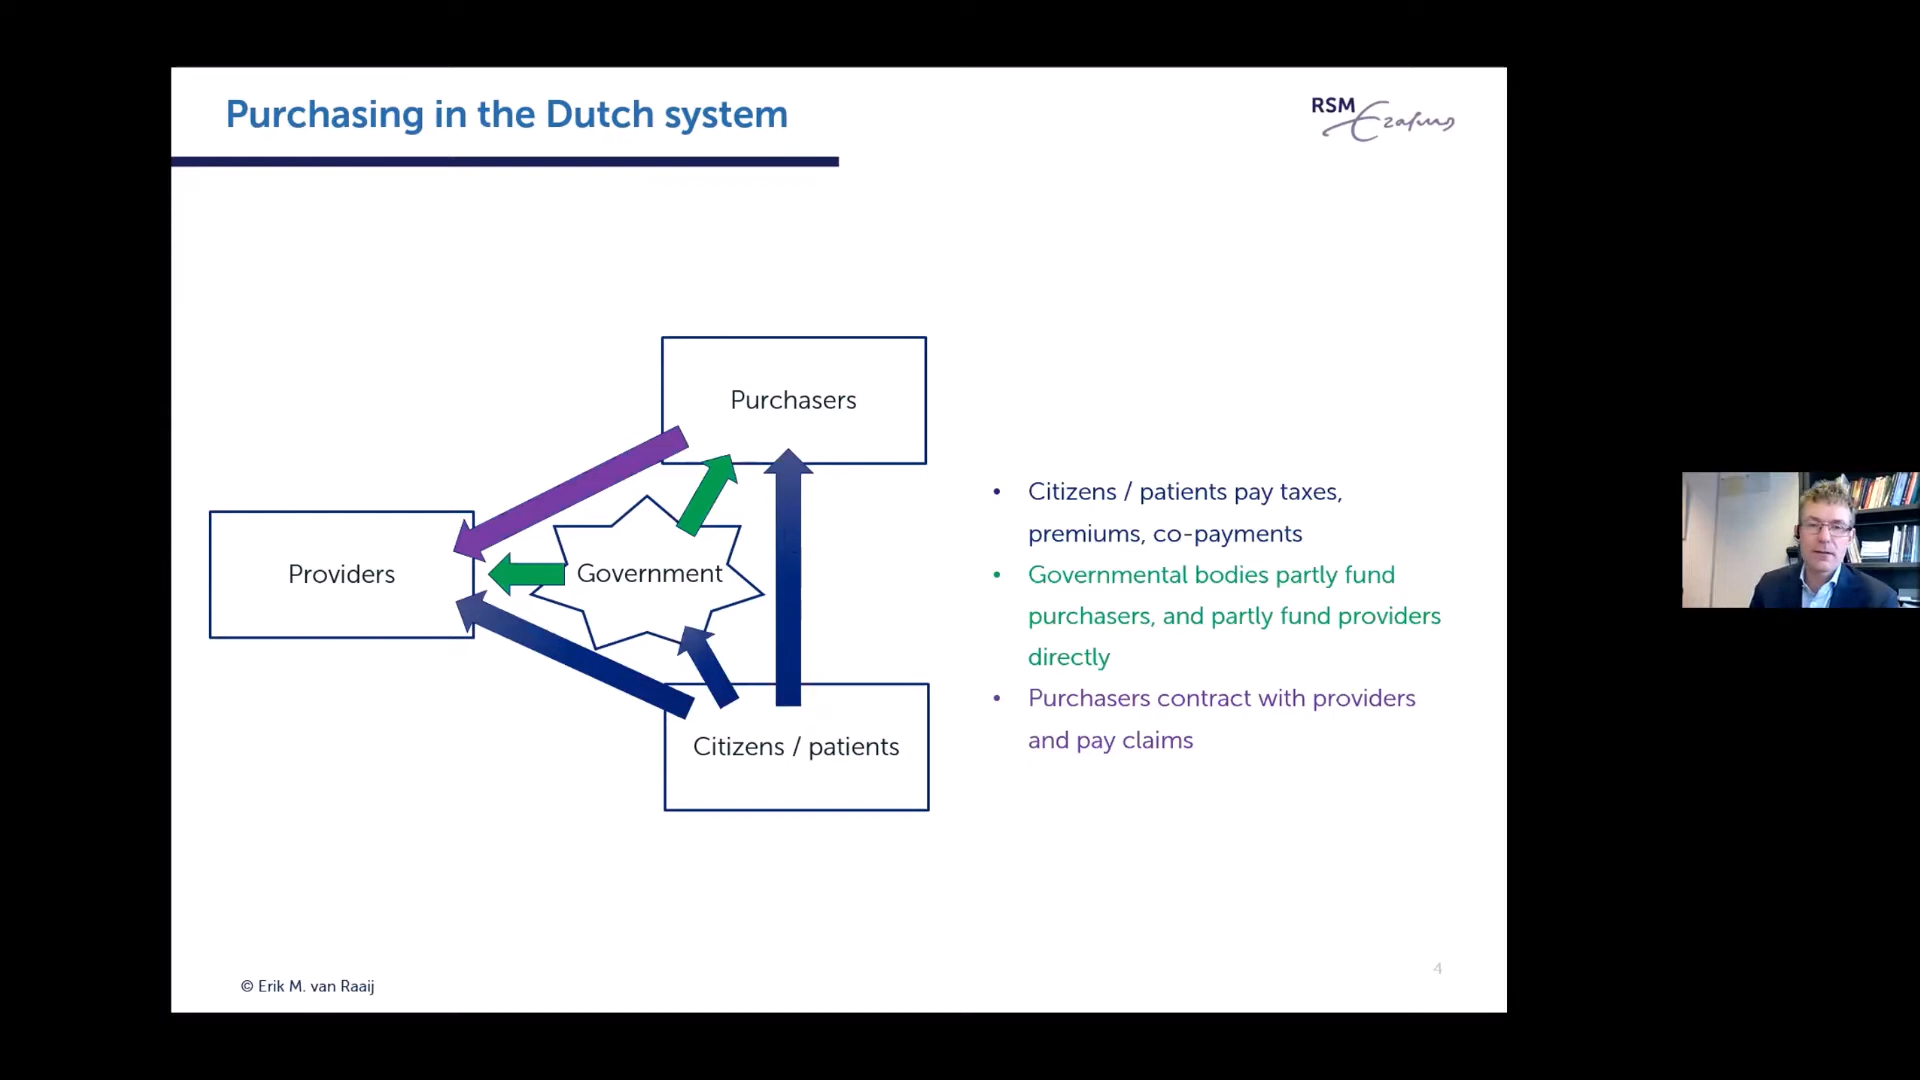 Purchasing in the Dutch system
RSM
Erasmus
Purchasers
Providers
Government
Citizens / patients
• Citizens / patients pay taxes,
premiums, co-payments
• Governmental bodies partly fund
purchasers, and partly fund providers
directly
• Purchasers contract with providers
and pay claims
© Erik M. van Raaij
4